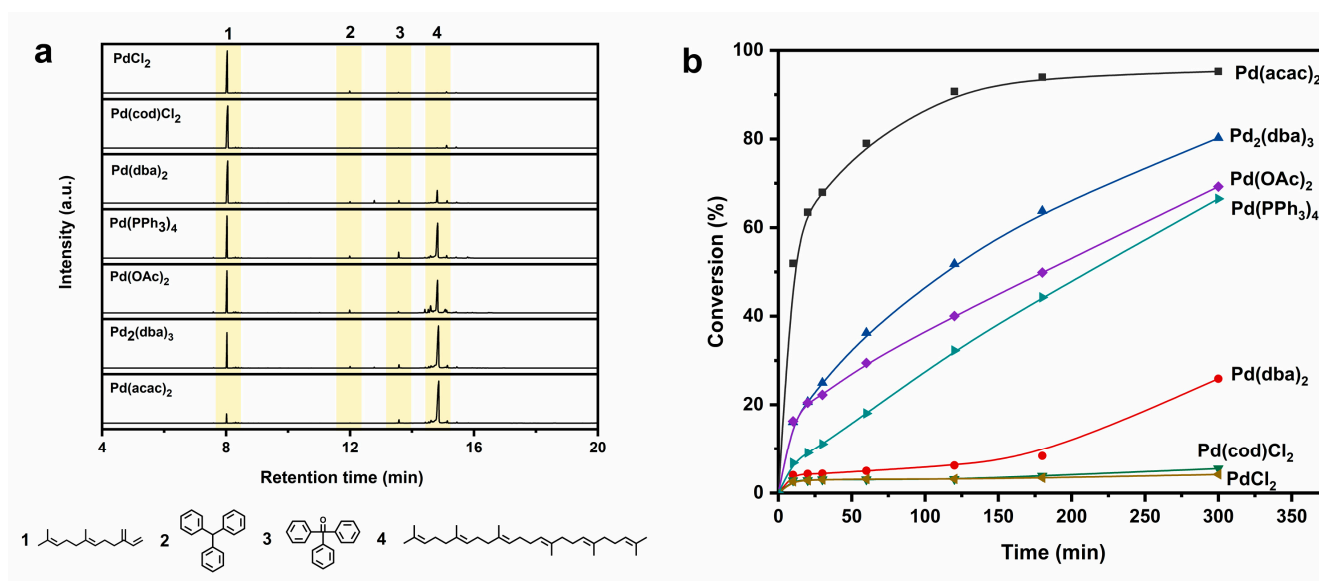 a
1 2 3 4
PdCl₂
Pd(cod)Cl₂
Pd(dba)₂
Pd(PPh₃)₄
Pd(OAc)₂
Pd₂(dba)₃
Pd(acac)₂
Intensity (a.u.)
4 8 12 16 20
Retention time (min)
1 2 3 4
O
b
100
80
60
40
20
0
Conversion (%)
Pd(acac)₂
Pd₂(dba)₃
Pd(OAc)₂
Pd(PPh₃)₄
Pd(dba)₂
Pd(cod)Cl₂
PdCl₂
0 50 100 150 200 250 300 350
Time (min)